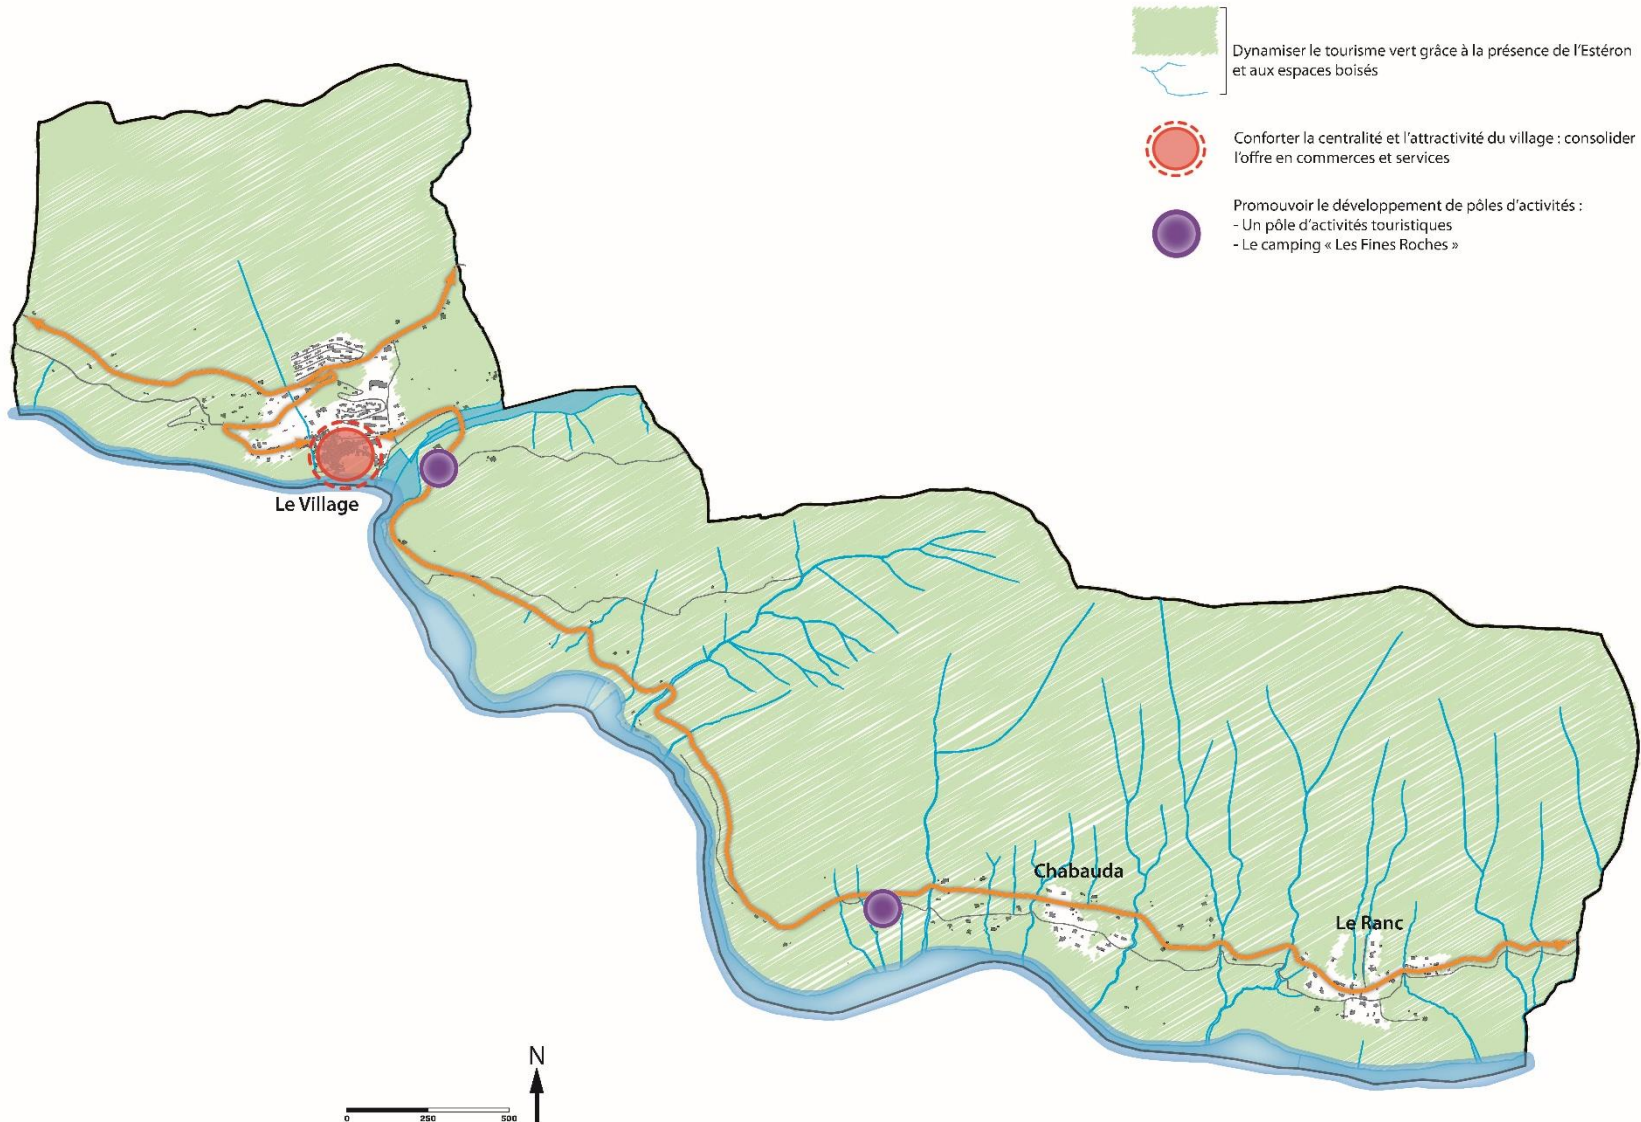 Dynamiser le tourisme vert grâce à la présence de l'Estéron
et aux espaces boisés
Conforter la centralité et l'attractivité du village : consolider
l'offre en commerces et services
Promouvoir le développement de pôles d'activités :
- Un pôle d'activités touristiques
- Le camping « Les Fines Roches »
Le Village
Chabauda
Le Ranc
N
0 250 500